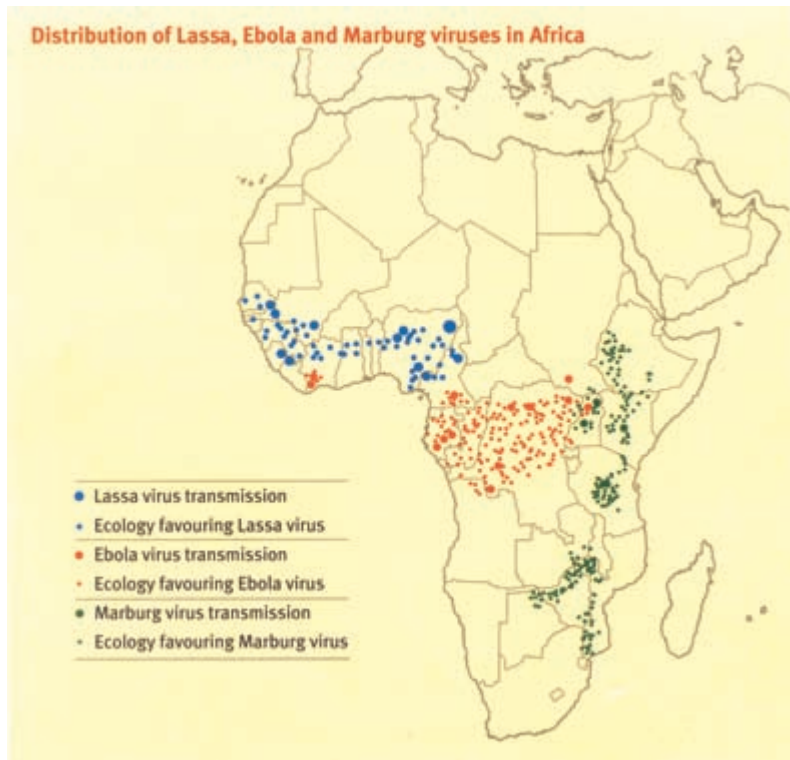 Distribution of Lassa, Ebola and Marburg viruses in Africa
Lassa virus transmission
Ecology favouring Lassa virus
Ebola virus transmission
Ecology favouring Ebola virus
Marburg virus transmission
Ecology favouring Marburg virus